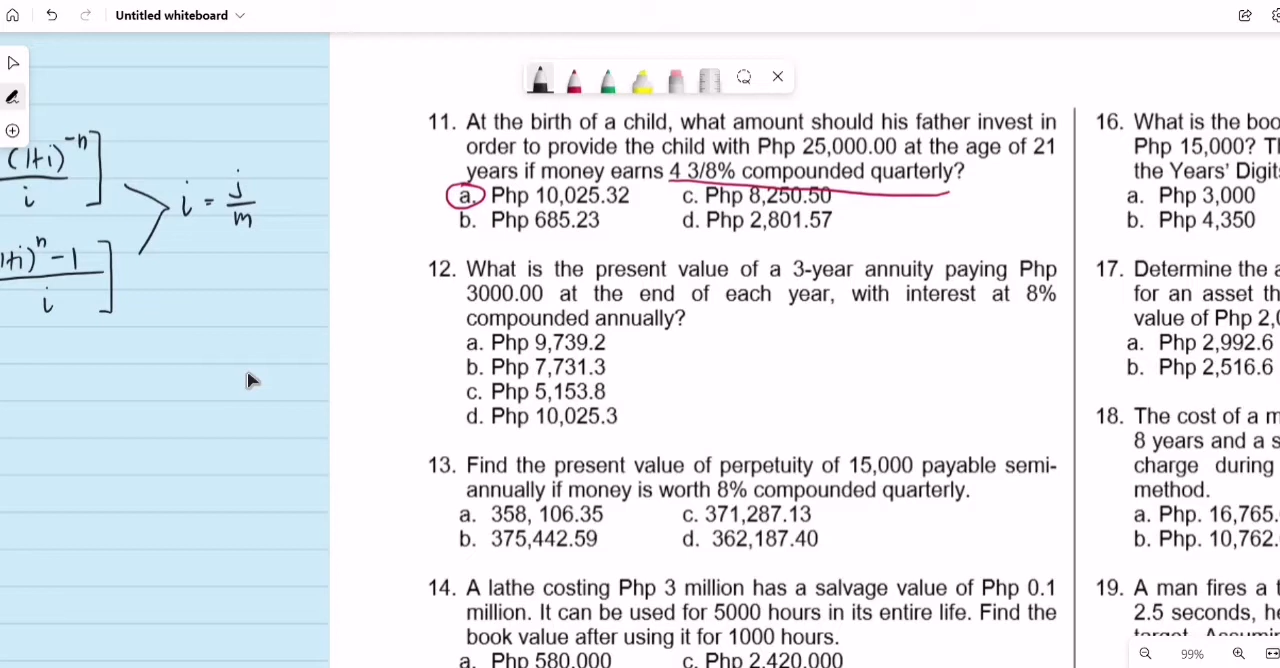 Untitled whiteboard
(1+i)^-n
i
i = j
m
(1+i)^n - 1
i
11. At the birth of a child, what amount should his father invest in
order to provide the child with Php 25,000.00 at the age of 21
years if money earns 4 3/8% compounded quarterly?
a. Php 10,025.32 c. Php 8,250.50
b. Php 685.23 d. Php 2,801.57
12. What is the present value of a 3-year annuity paying Php
3000.00 at the end of each year, with interest at 8%
compounded annually?
a. Php 9,739.2
b. Php 7,731.3
c. Php 5,153.8
d. Php 10,025.3
13. Find the present value of perpetuity of 15,000 payable semi-
annually if money is worth 8% compounded quarterly.
a. 358, 106.35 c. 371,287.13
b. 375,442.59 d. 362,187.40
14. A lathe costing Php 3 million has a salvage value of Php 0.1
million. It can be used for 5000 hours in its entire life. Find the
book value after using it for 1000 hours.
a. Php 580,000 c. Php 2,420,000
16. What is the boo
Php 15,000? T
the Years' Digit
a. Php 3,000
b. Php 4,350
17. Determine the a
for an asset th
value of Php 2,
a. Php 2,992.6
b. Php 2,516.6
18. The cost of a m
8 years and a s
charge during
method.
a. Php. 16,765.
b. Php. 10,762.
19. A man fires a t
2.5 seconds, he
99%